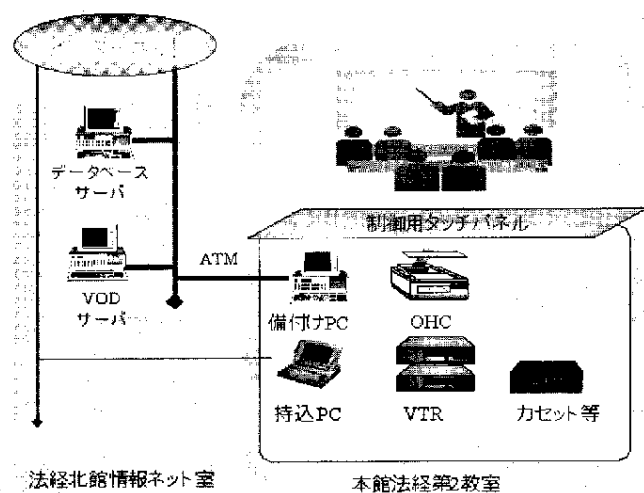 データベース
サーバ
VOD
サーバ
ATM
制御用タッチパネル
備付けPC
OHC
持込PC
VTR
カセット等
法経北館情報ネット室
本館法経第2教室